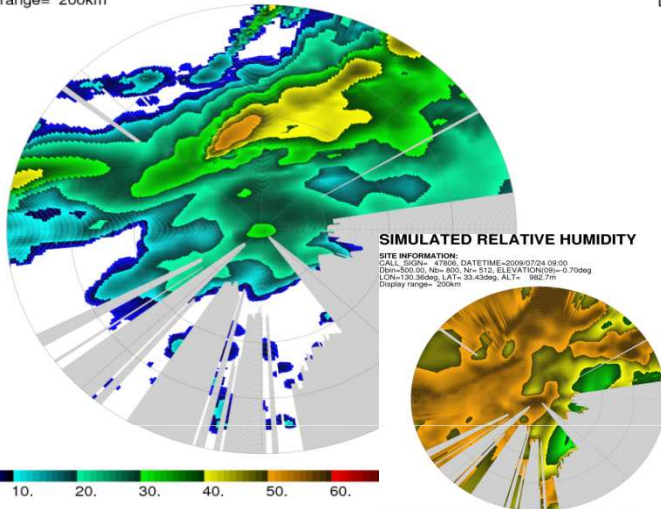 range= 200km
SIMULATED RELATIVE HUMIDITY
SITE INFORMATION:
CALL_SIGN= 47806, DATETIME=2009/07/24 09:00
Dbin=500.00, Nb= 800, Nr= 512, ELEVATION(09)=-0.70deg
LON=130.36deg, LAT= 33.43deg, ALT= 982.7m
Display range= 200km
10. 20. 30. 40. 50. 60.